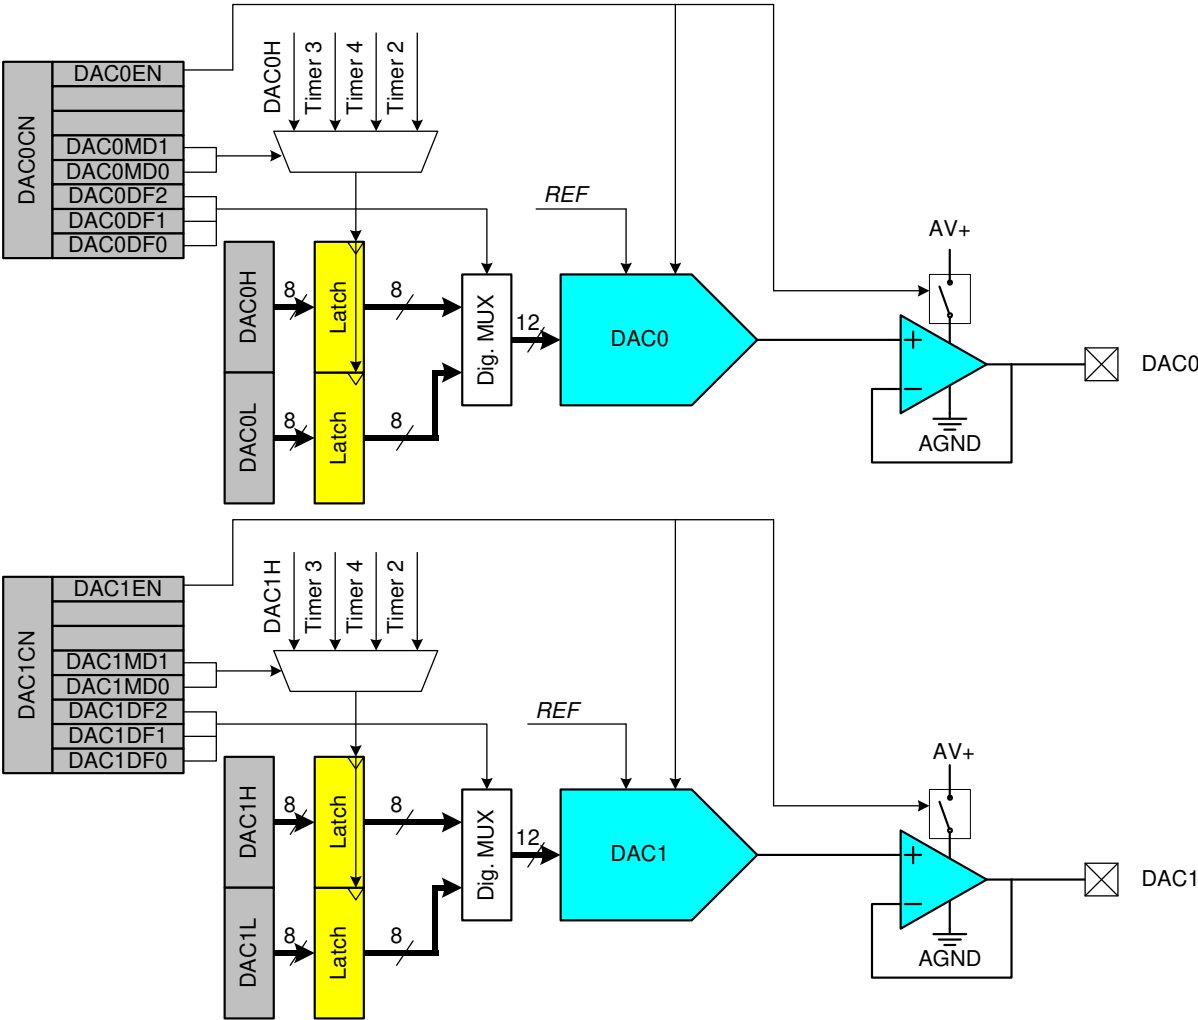 DAC0CN
DAC0EN
DAC0MD1
DAC0MD0
DAC0DF2
DAC0DF1
DAC0DF0
DAC0H
Timer 3
Timer 4
Timer 2
REF
AV+
DAC0H
8
Latch
8
Dig. MUX
12
DAC0
+
−
DAC0
AGND
DAC0L
8
Latch
8
DAC1CN
DAC1EN
DAC1MD1
DAC1MD0
DAC1DF2
DAC1DF1
DAC1DF0
DAC1H
Timer 3
Timer 4
Timer 2
REF
AV+
DAC1H
8
Latch
8
Dig. MUX
12
DAC1
+
−
DAC1
AGND
DAC1L
8
Latch
8